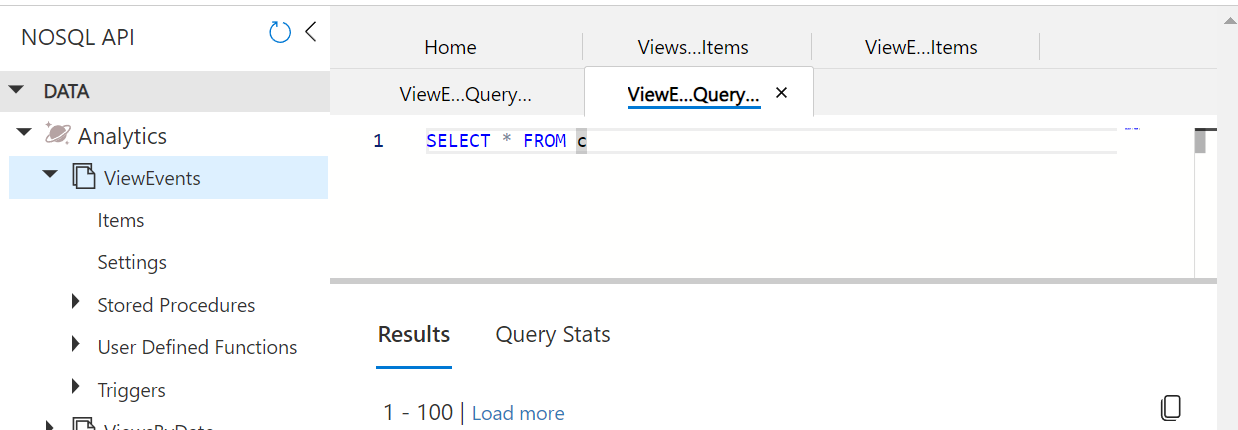 NOSQL API
DATA
Analytics
ViewEvents
Items
Settings
Stored Procedures
User Defined Functions
Triggers
ViewsByDate
Home
Views...Items
ViewE...Items
ViewE...Query...
ViewE...Query... ×
1 SELECT * FROM c
Results Query Stats
1 - 100 | Load more